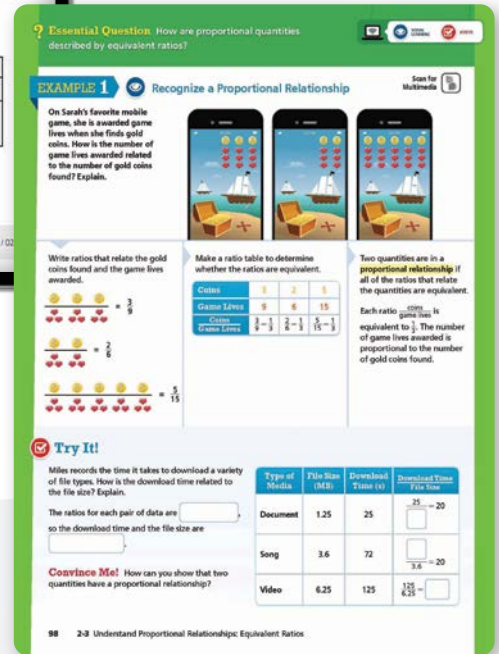 / 02
Essential Question How are proportional quantities
described by equivalent ratios?
EXAMPLE 1 Recognize a Proportional Relationship
Scan for
Multimedia
On Sarah's favorite mobile
game, she is awarded game
lives when she finds gold
coins. How is the number of
game lives awarded related
to the number of gold coins
found? Explain.
Write ratios that relate the gold
coins found and the game lives
awarded.
= 3/9
= 2/6
= 5/15
Make a ratio table to determine
whether the ratios are equivalent.
Coins 3 2 5
Game Lives 9 6 15
Coins/Game Lives 3/9 = 1/3 2/6 = 1/3 5/15 = 1/3
Two quantities are in a
proportional relationship if
all of the ratios that relate
the quantities are equivalent.
Each ratio coins/game lives is
equivalent to 1/3. The number
of game lives awarded is
proportional to the number
of gold coins found.
Try It!
Miles records the time it takes to download a variety
of file types. How is the download time related to
the file size? Explain.
The ratios for each pair of data are ,
so the download time and the file size are
.
Convince Me! How can you show that two
quantities have a proportional relationship?
Type of Media File Size (MB) Download Time (s) Download Time/File Size
Document 1.25 25 25/ = 20
Song 3.6 72 /3.6 = 20
Video 6.25 125 125/6.25 =
98 2-3 Understand Proportional Relationships: Equivalent Ratios